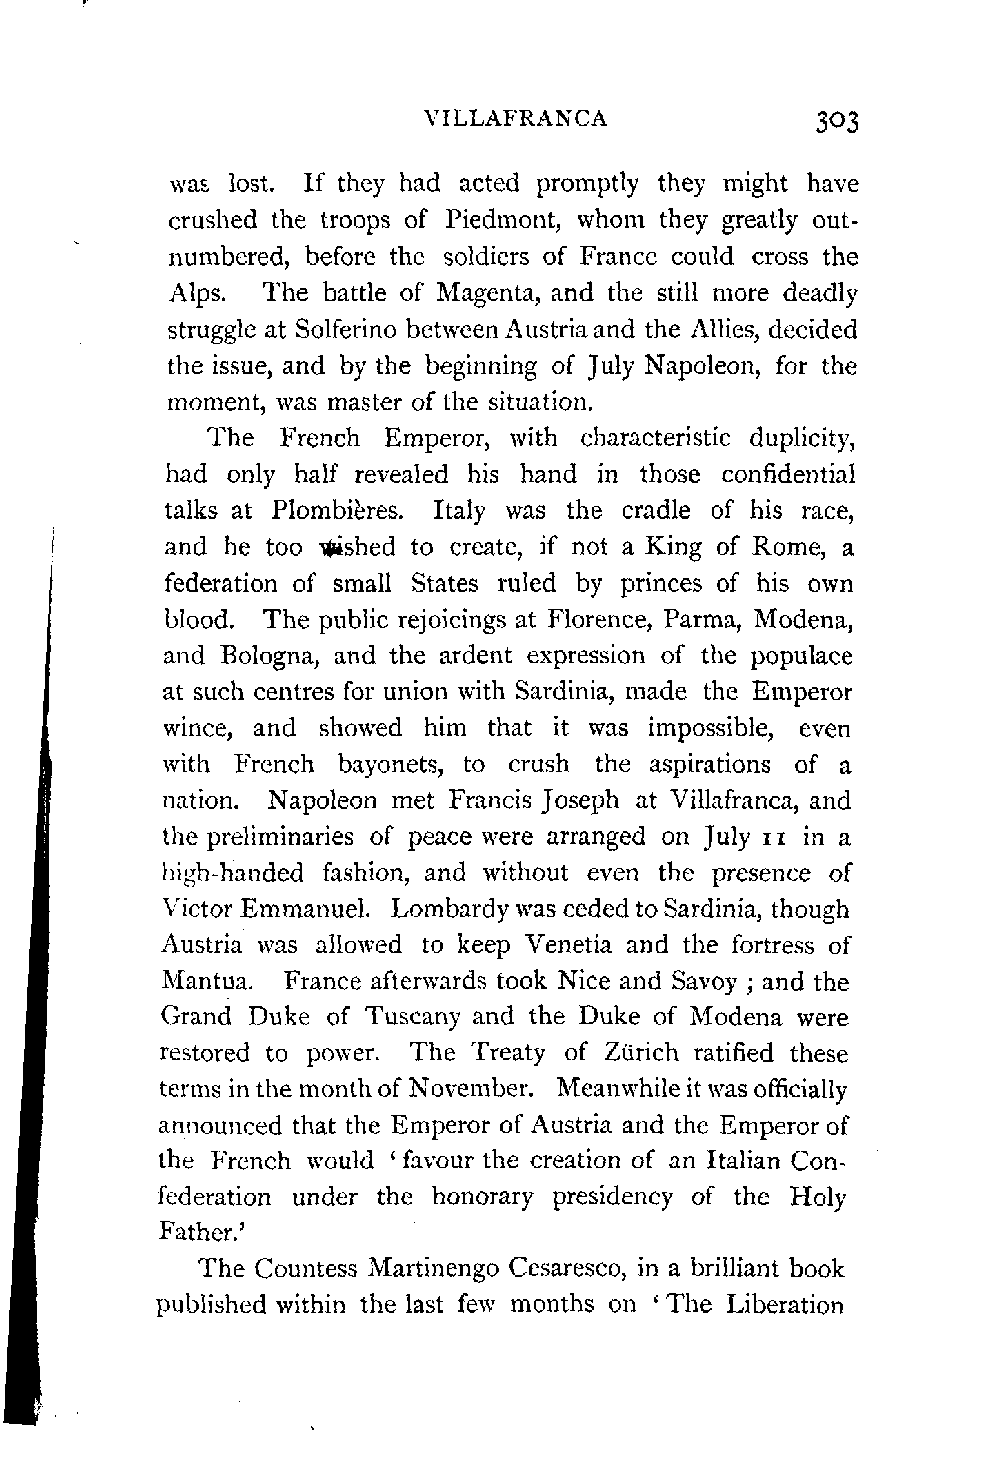 VILLAFRANCA 303
was lost. If they had acted promptly they might have
crushed the troops of Piedmont, whom they greatly out-
numbered, before the soldiers of France could cross the
Alps. The battle of Magenta, and the still more deadly
struggle at Solferino between Austria and the Allies, decided
the issue, and by the beginning of July Napoleon, for the
moment, was master of the situation.
The French Emperor, with characteristic duplicity,
had only half revealed his hand in those confidential
talks at Plombières. Italy was the cradle of his race,
and he too wished to create, if not a King of Rome, a
federation of small States ruled by princes of his own
blood. The public rejoicings at Florence, Parma, Modena,
and Bologna, and the ardent expression of the populace
at such centres for union with Sardinia, made the Emperor
wince, and showed him that it was impossible, even
with French bayonets, to crush the aspirations of a
nation. Napoleon met Francis Joseph at Villafranca, and
the preliminaries of peace were arranged on July 11 in a
high-handed fashion, and without even the presence of
Victor Emmanuel. Lombardy was ceded to Sardinia, though
Austria was allowed to keep Venetia and the fortress of
Mantua. France afterwards took Nice and Savoy ; and the
Grand Duke of Tuscany and the Duke of Modena were
restored to power. The Treaty of Zürich ratified these
terms in the month of November. Meanwhile it was officially
announced that the Emperor of Austria and the Emperor of
the French would ‘ favour the creation of an Italian Con-
federation under the honorary presidency of the Holy
Father.’
The Countess Martinengo Cesaresco, in a brilliant book
published within the last few months on ‘ The Liberation